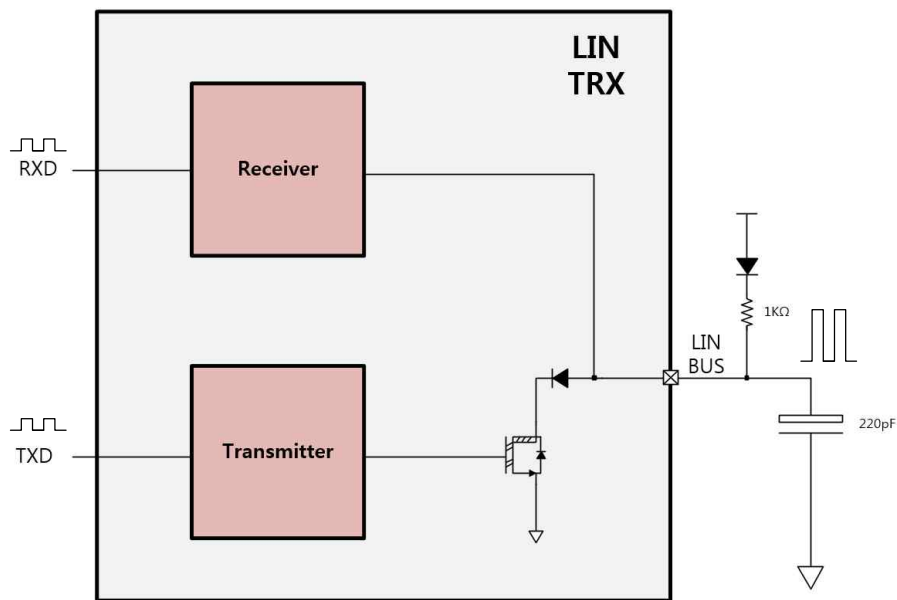 LIN
TRX
RXD
Receiver
1KΩ
LIN
BUS
220pF
TXD
Transmitter